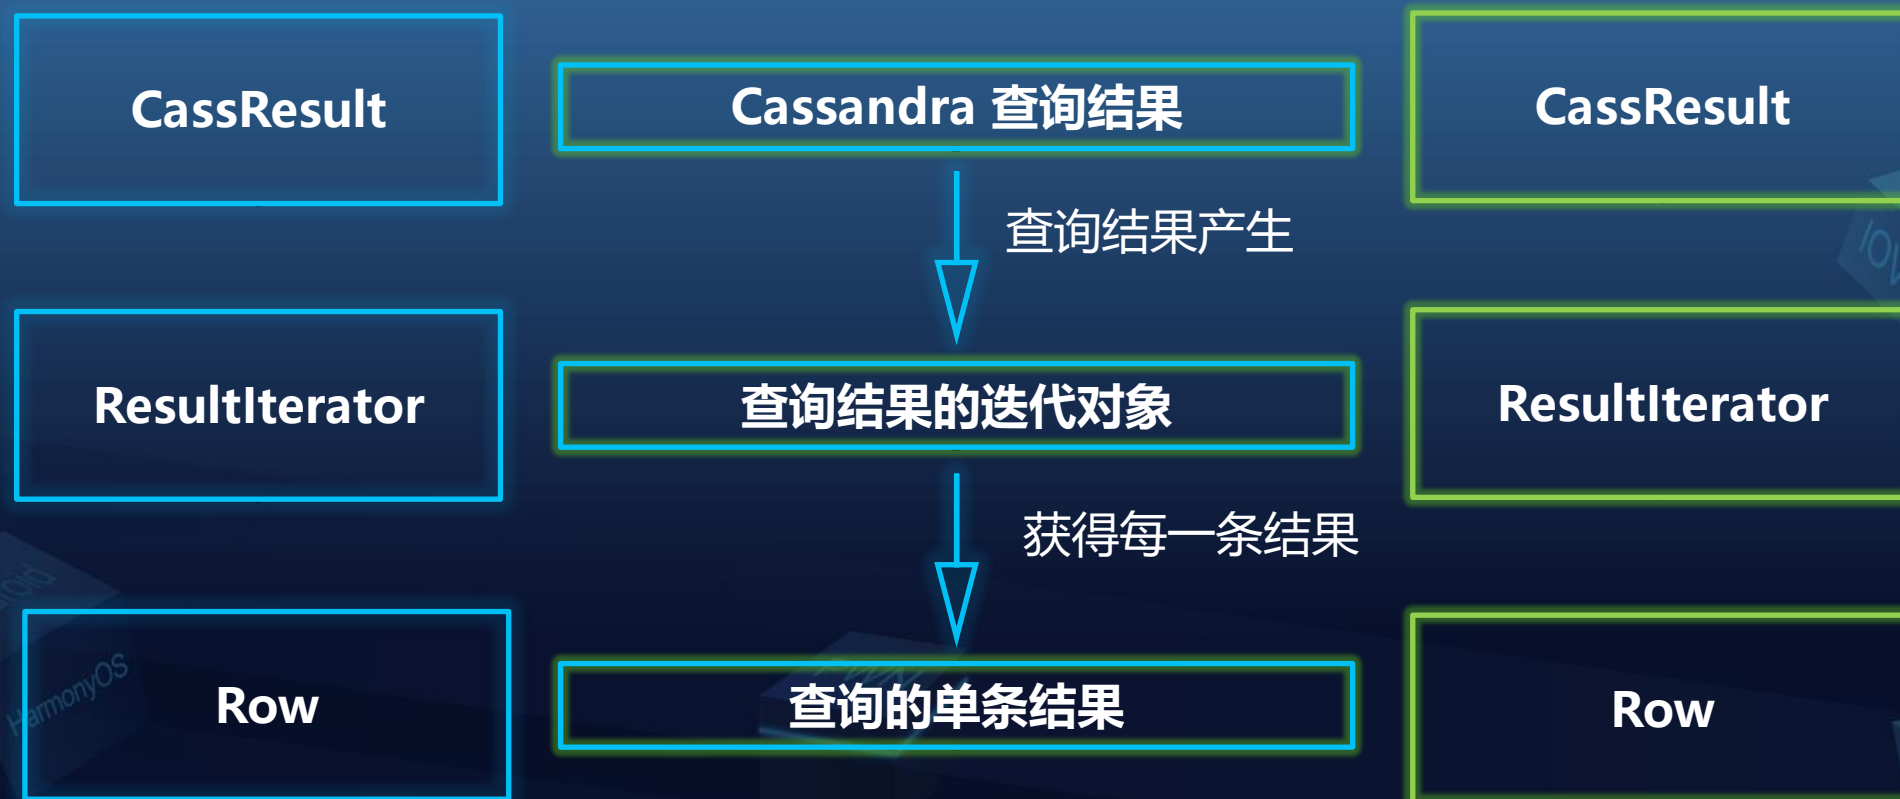 CassResult
Cassandra 查询结果
CassResult
查询结果产生
ResultIterator
查询结果的迭代对象
ResultIterator
获得每一条结果
HarmonyOS
Row
查询的单条结果
Row
PWN